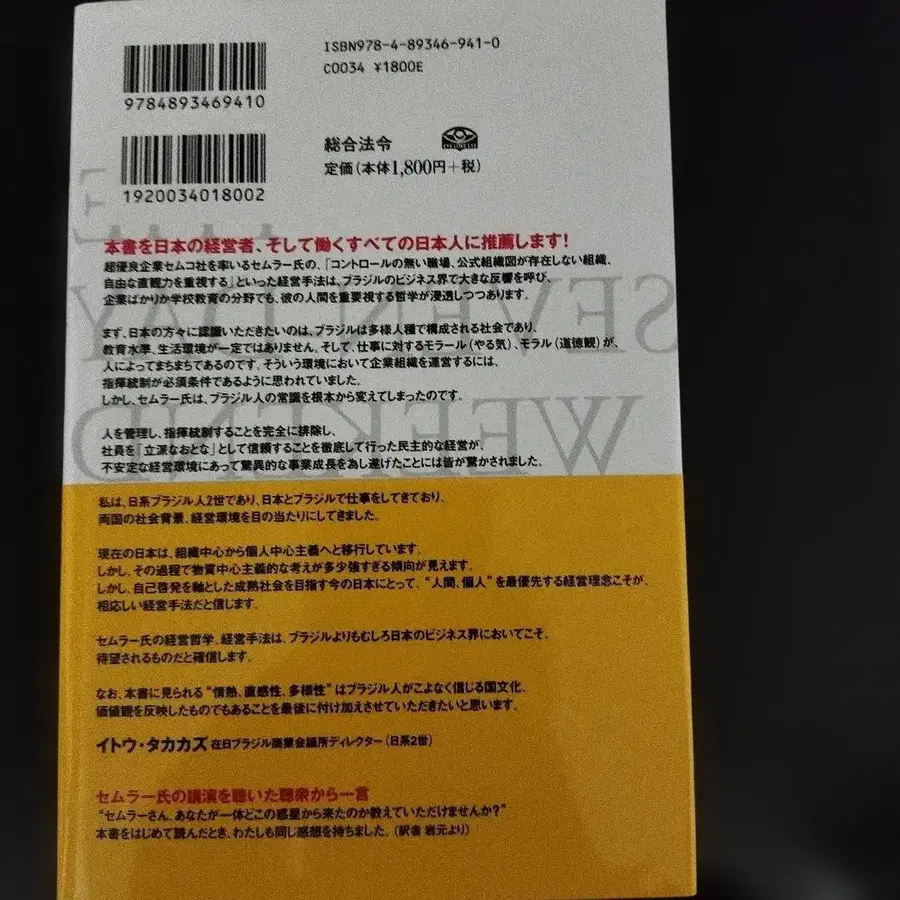 ISBN978-4-89346-941-0
C0034 ¥1800E
9784893469410
総合法令
定価(本体1,800円+税)
1920034018002
THE
SEVEN-DAY
WEEKEND
本書を日本の経営者、そして働くすべての日本人に推薦します!
超優良企業セムコ社を率いるセムラー氏の、「コントロールの無い職場、公式組織図が存在しない組織、
自由な直観力を重視する」といった経営手法は、ブラジルのビジネス界で大きな反響を呼び、
企業ばかりか学校教育の分野でも、彼の人間を重要視する哲学が浸透しつつあります。
まず、日本の方々に認識いただきたいのは、ブラジルは多様人種で構成される社会であり、
教育水準、生活環境が一定ではありません。そして、仕事に対するモラール(やる気)、モラル(道徳観)が、
人によってまちまちであるのです。そういう環境において企業組織を運営するには、
指揮統制が必須条件であるように思われていました。
しかし、セムラー氏は、ブラジル人の常識を根本から変えてしまったのです。
人を管理し、指揮統制することを完全に排除し、
社員を「立派なおとな」として信頼することを徹底して行った民主的な経営が、
不安定な経営環境にあって驚異的な事業成長を為し遂げたことには皆が驚かされました。
私は、日系ブラジル人2世であり、日本とブラジルで仕事をしてきており、
両国の社会背景、経営環境を目の当たりにしてきました。
現在の日本は、組織中心から個人中心主義へと移行しています。
しかし、その過程で物質中心主義的な考えが多少強すぎる傾向が見えます。
しかし、自己啓発を軸とした成熟社会を目指す今の日本にとって、“人間、個人”を最優先する経営理念こそが、
相応しい経営手法だと信じます。
セムラー氏の経営哲学、経営手法は、ブラジルよりもむしろ日本のビジネス界においてこそ、
待望されるものだと確信します。
なお、本書に見られる“情熱、直感性、多様性”はブラジル人がこよなく信じる国文化、
価値観を反映したものでもあることを最後に付け加えさせていただきたいと思います。
イトウ・タカカズ 在日ブラジル商業会議所ディレクター(日系2世)
セムラー氏の講演を聴いた聴衆から一言
“セムラーさん、あなたが一体どこの惑星から来たのか教えていただけませんか?”
本書をはじめて読んだとき、わたしも同じ感想を持ちました。(訳者 岩元より)